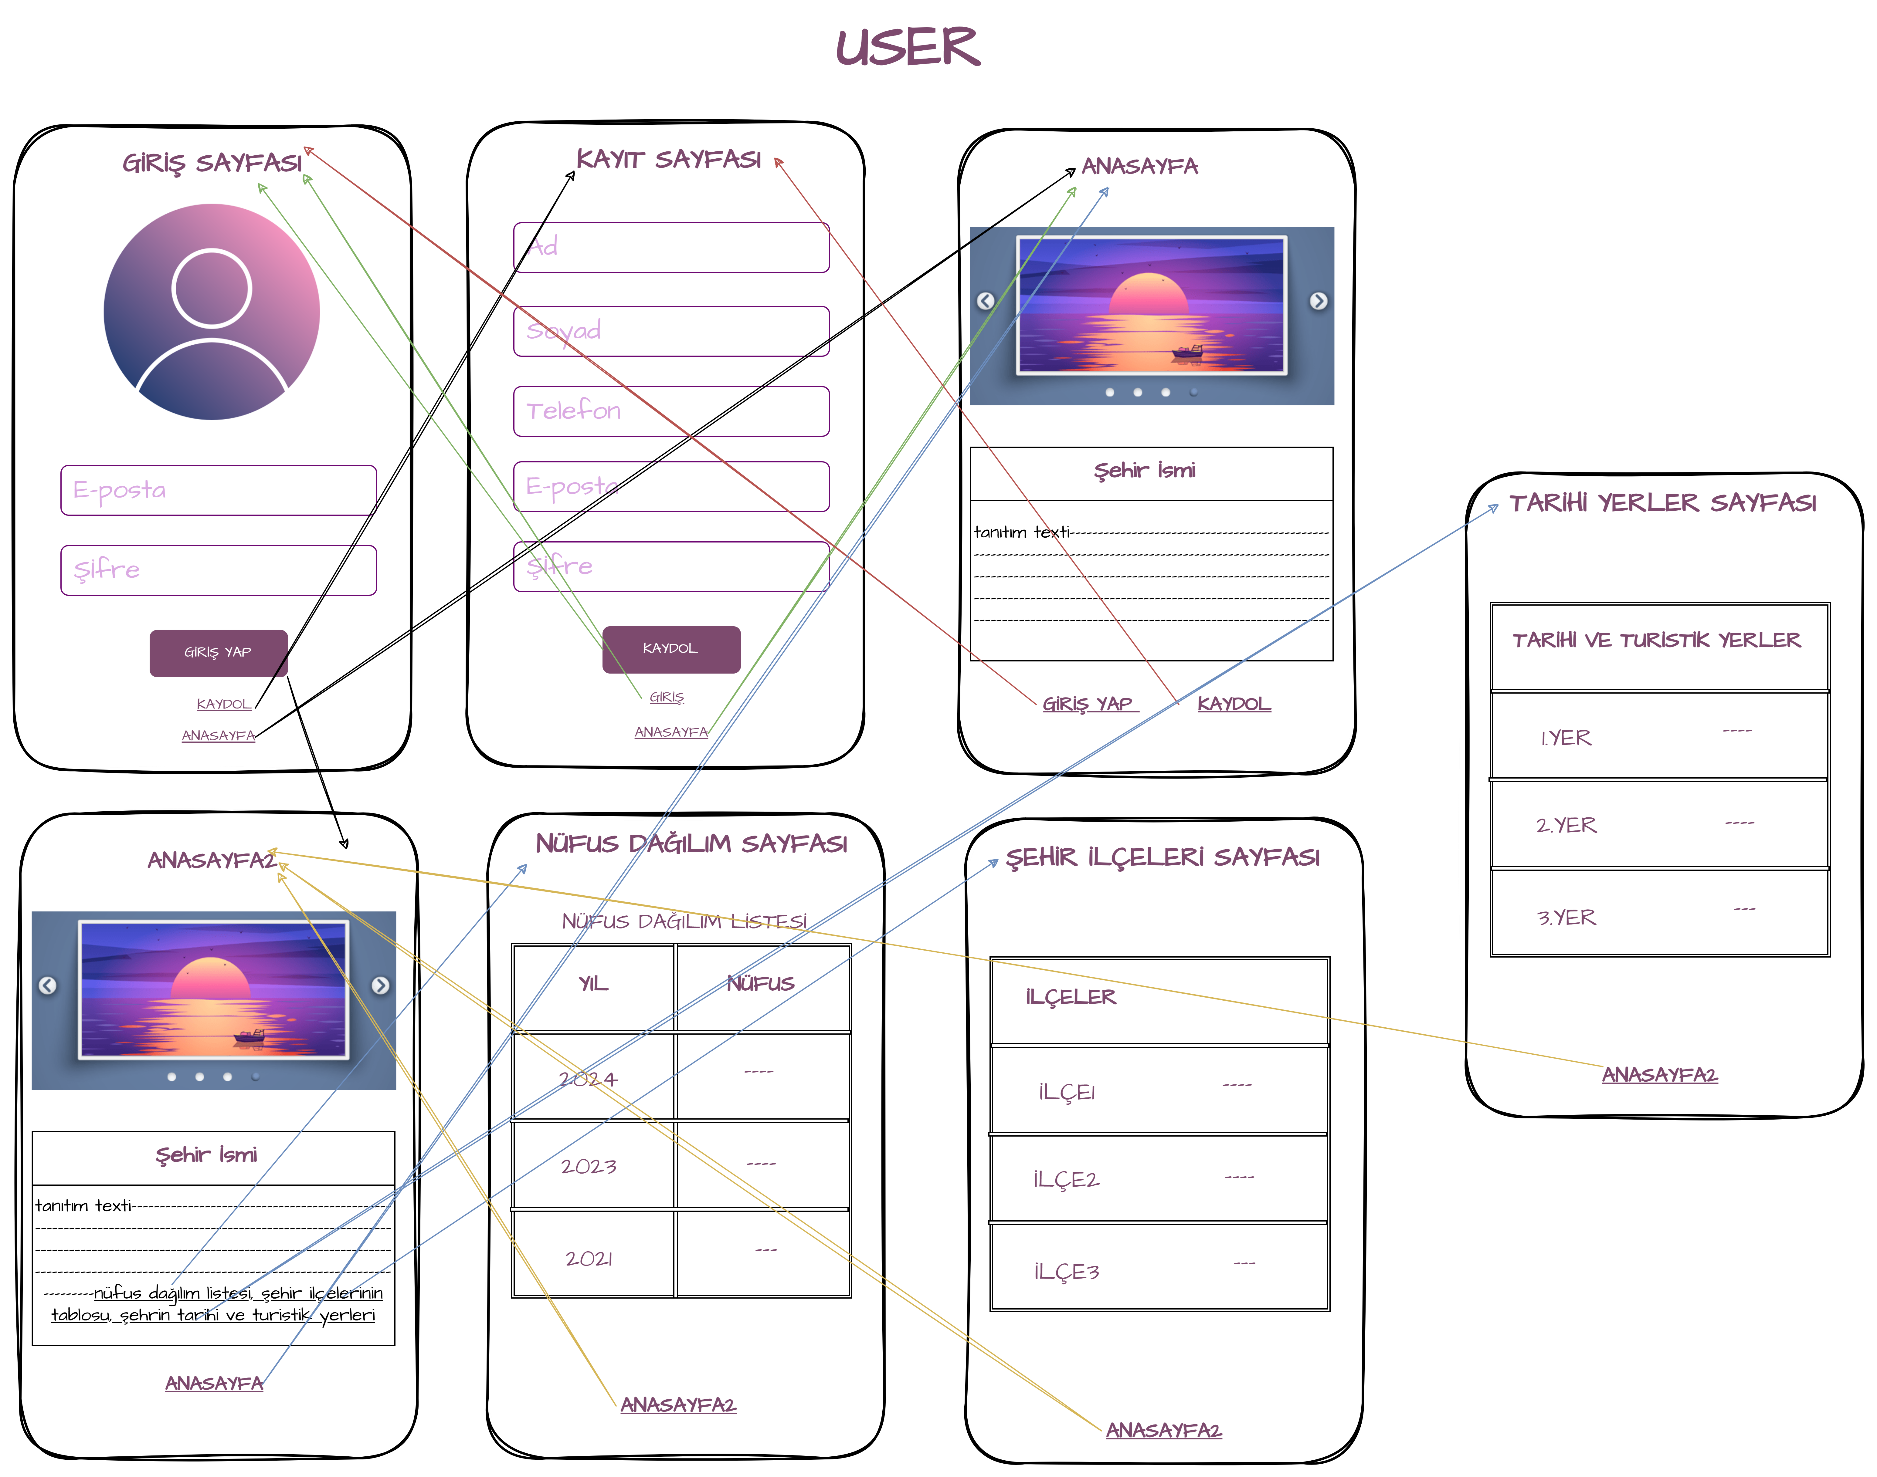 USER
GİRİŞ SAYFASI
E-posta
Şifre
GİRİŞ YAP
KAYDOL
ANASAYFA
KAYIT SAYFASI
Ad
Soyad
Telefon
E-posta
Şifre
KAYDOL
GİRİŞ
ANASAYFA
ANASAYFA
Şehir İsmi
tanıtım texti----------------------------------------
-------------------------------------------------------
-------------------------------------------------------
-------------------------------------------------------
-------------------------------------------------------
GİRİŞ YAP
KAYDOL
TARİHİ YERLER SAYFASI
TARİHİ VE TURİSTİK YERLER
1.YER ----
2.YER ----
3.YER ---
ANASAYFA2
ANASAYFA2
Şehir İsmi
tanıtım texti----------------------------------------
-------------------------------------------------------
-------------------------------------------------------
-------------------------------------------------------
--------nüfus dağılım listesi, şehir ilçelerinin
tablosu, şehrin tarihi ve turistik yerleri
ANASAYFA
NÜFUS DAĞILIM SAYFASI
NÜFUS DAĞILIM LİSTESİ
YIL NÜFUS
2024 ----
2023 ----
2021 ---
ANASAYFA2
ŞEHİR İLÇELERİ SAYFASI
İLÇELER
İLÇE1 ----
İLÇE2 ----
İLÇE3 ---
ANASAYFA2